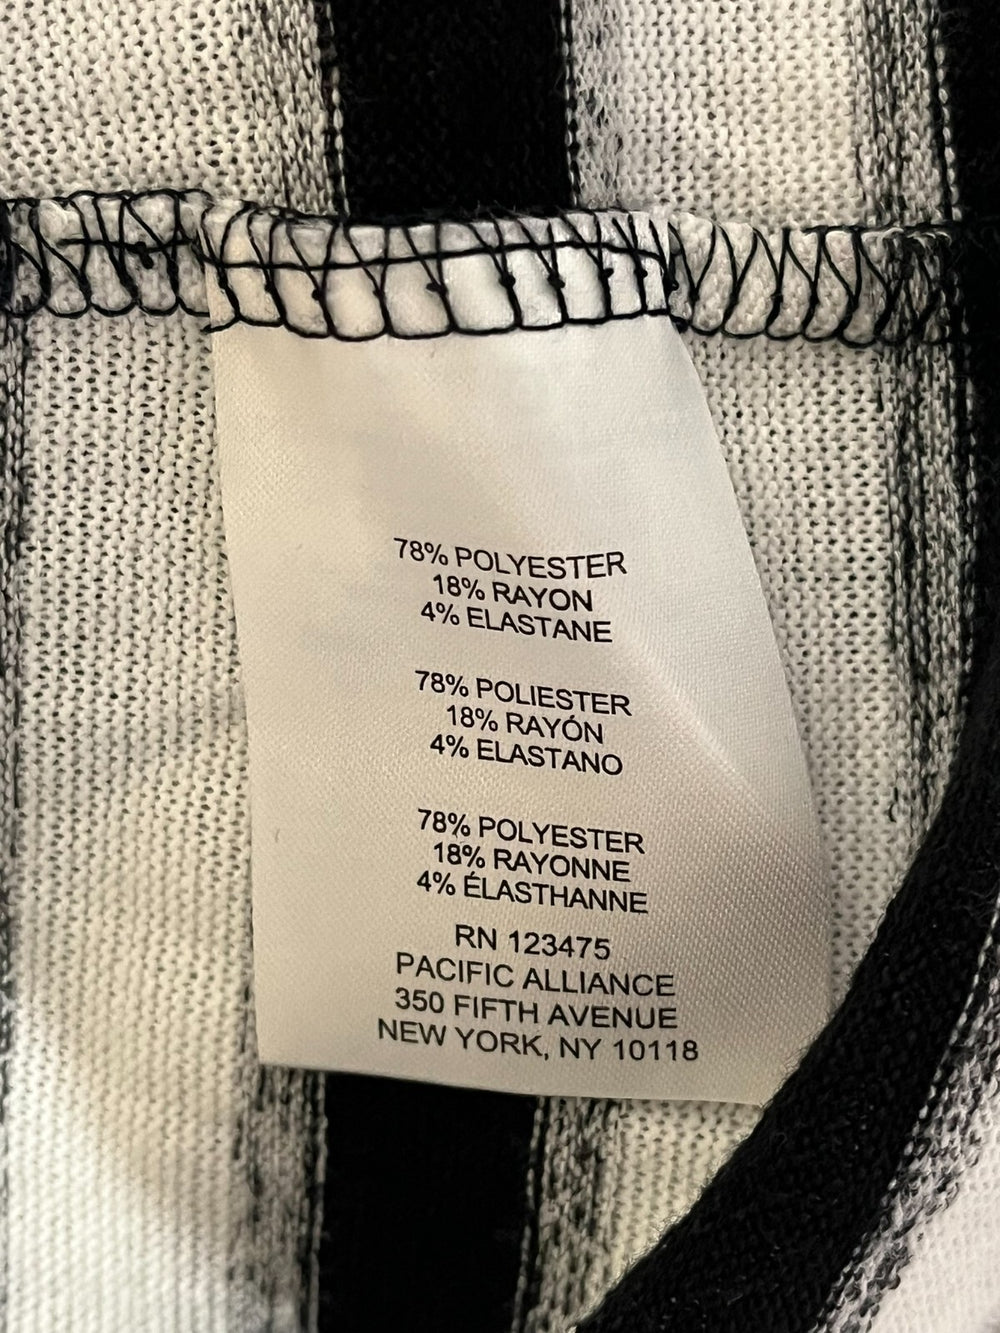 78% POLYESTER
18% RAYON
4% ELASTANE
78% POLIESTER
18% RAYÓN
4% ELASTANO
78% POLYESTER
18% RAYONNE
4% ÉLASTHANNE
RN 123475
PACIFIC ALLIANCE
350 FIFTH AVENUE
NEW YORK, NY 10118